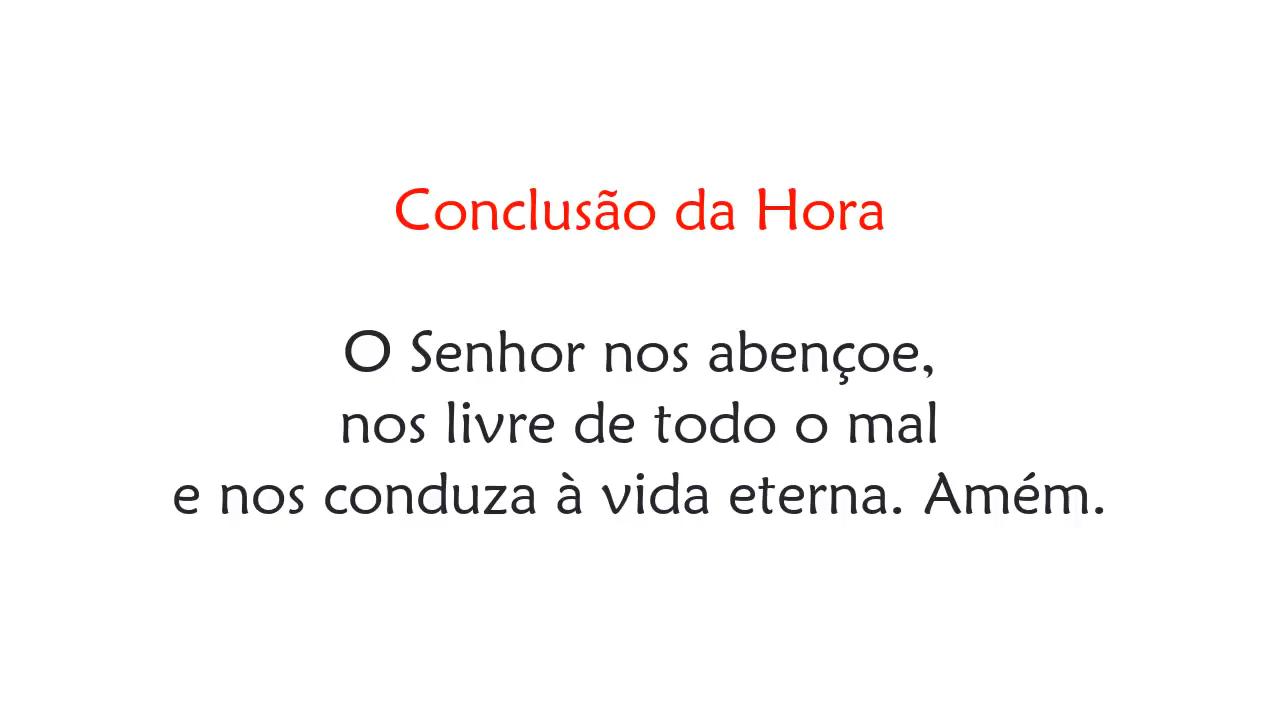 Conclusão da Hora
O Senhor nos abençoe,
nos livre de todo o mal
e nos conduza à vida eterna. Amém.